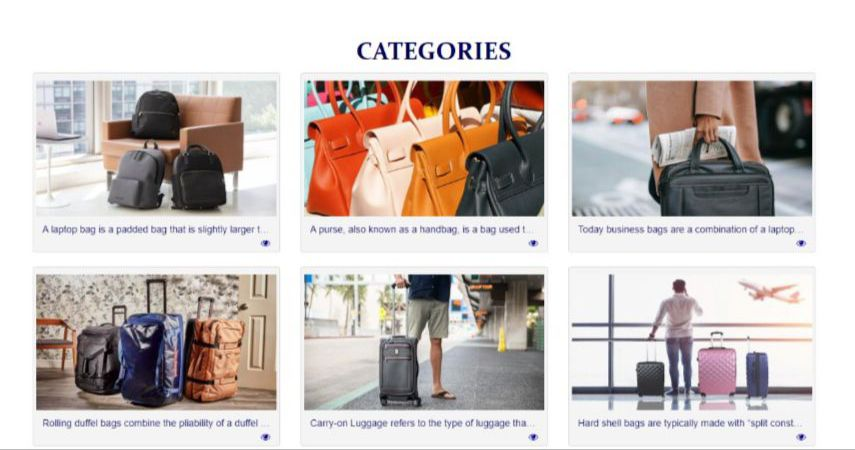 CATEGORIES
A laptop bag is a padded bag that is slightly larger t...
A purse, also known as a handbag, is a bag used t...
Today business bags are a combination of a laptop...
Rolling duffel bags combine the pliability of a duffel ...
Carry-on Luggage refers to the type of luggage tha...
Hard shell bags are typically made with "split const...